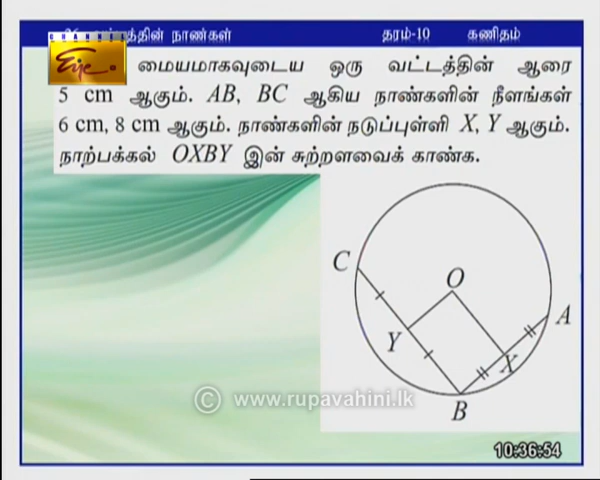 வட்டத்தின் நாண்கள் தரம்-10 கணிதம்
CHANNEL
Eye
மையமாகவுடைய ஒரு வட்டத்தின் ஆரை
5 cm ஆகும். AB, BC ஆகிய நாண்களின் நீளங்கள்
6 cm, 8 cm ஆகும். நாண்களின் நடுப்புள்ளி X, Y ஆகும்.
நாற்பக்கல் OXBY இன் சுற்றளவைக் காண்க.
C
O
A
Y
X
B
© www.rupavahini.lk
10:36:54